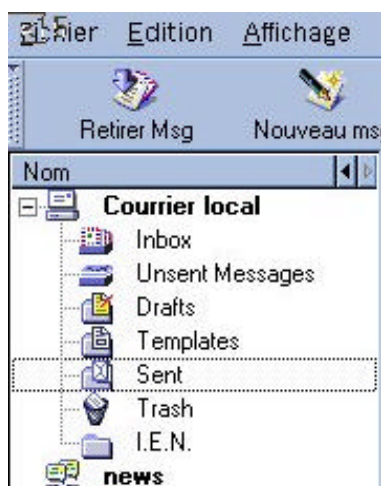 Edition Affichage
Retirer Msg Nouveau ms
Nom
Courrier local
Inbox
Unsent Messages
Drafts
Templates
Sent
Trash
I.E.N.
news